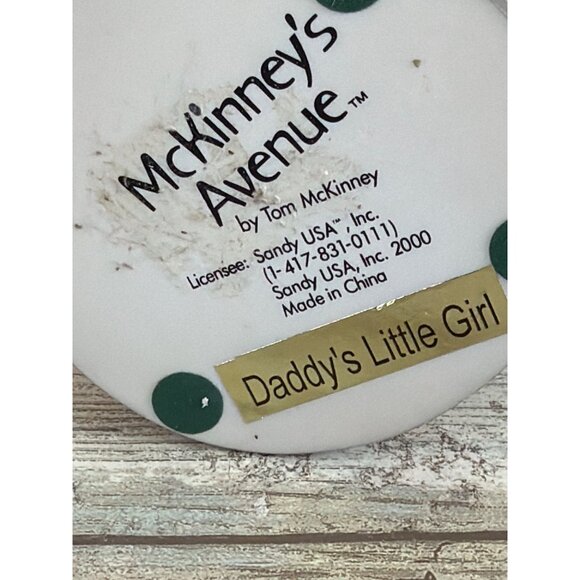 McKinney's
Avenue™
by Tom McKinney
Licensee: Sandy USA™, Inc.
(1-417-831-0111)
Sandy USA, Inc. 2000
Made in China
Daddy's Little Girl